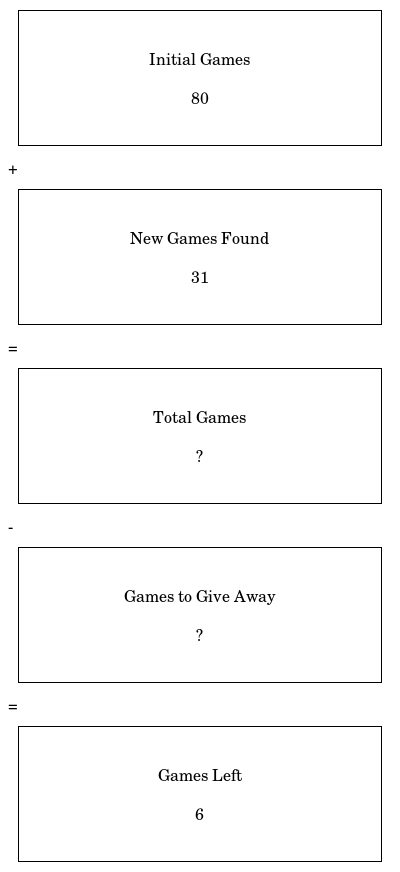 Initial Games
80
+
New Games Found
31
=
Total Games
?
-
Games to Give Away
?
=
Games Left
6